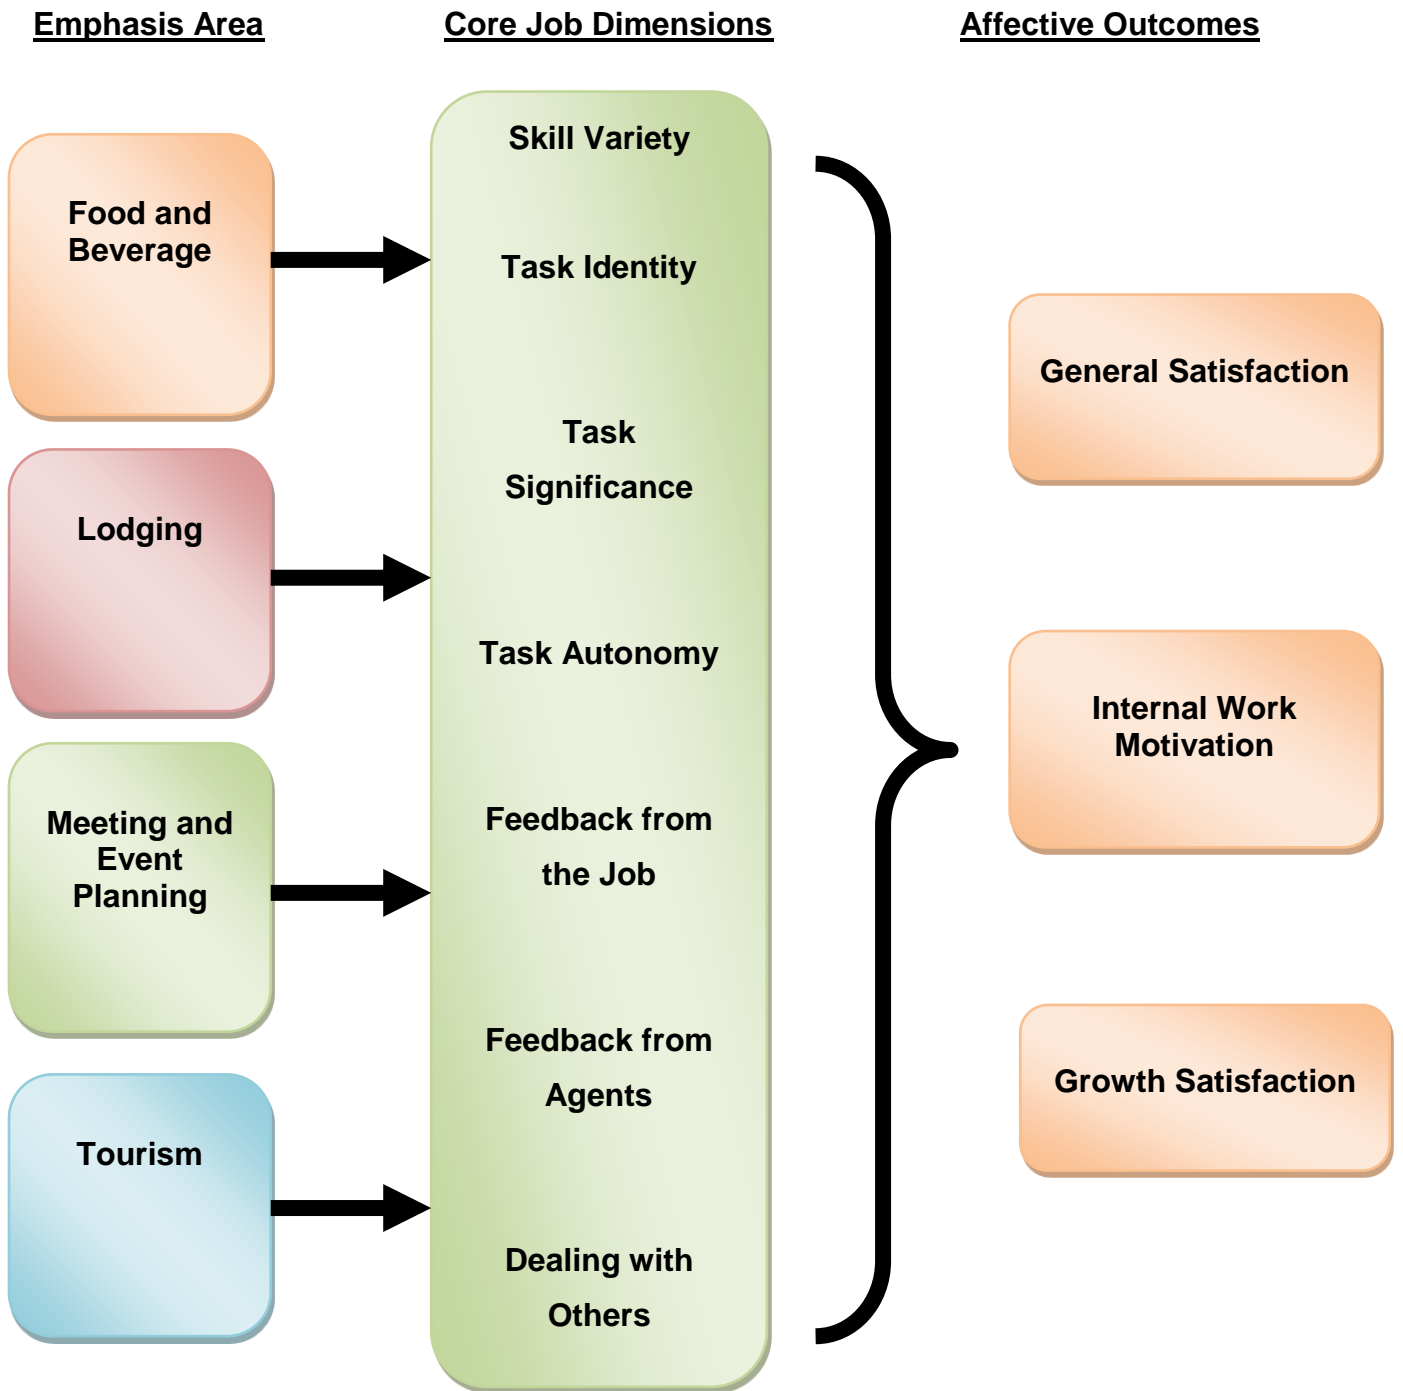 Emphasis Area
Core Job Dimensions
Affective Outcomes
Food and
Beverage
Lodging
Meeting and
Event
Planning
Tourism
Skill Variety
Task Identity
Task
Significance
Task Autonomy
Feedback from
the Job
Feedback from
Agents
Dealing with
Others
General Satisfaction
Internal Work
Motivation
Growth Satisfaction